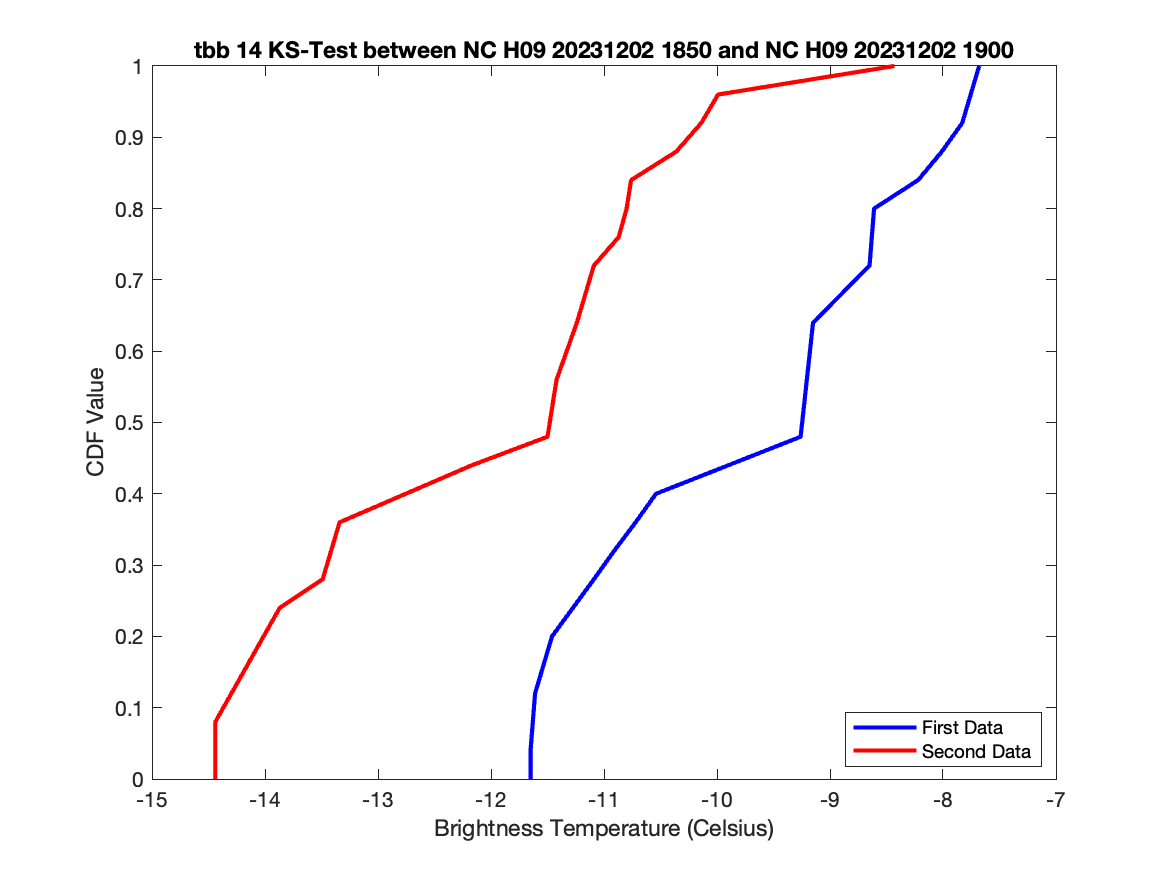 tbb 14 KS-Test between NC H09 20231202 1850 and NC H09 20231202 1900
1
0.9
0.8
0.7
0.6
0.5
0.4
0.3
0.2
0.1
0
CDF Value
First Data
Second Data
-15 -14 -13 -12 -11 -10 -9 -8 -7
Brightness Temperature (Celsius)